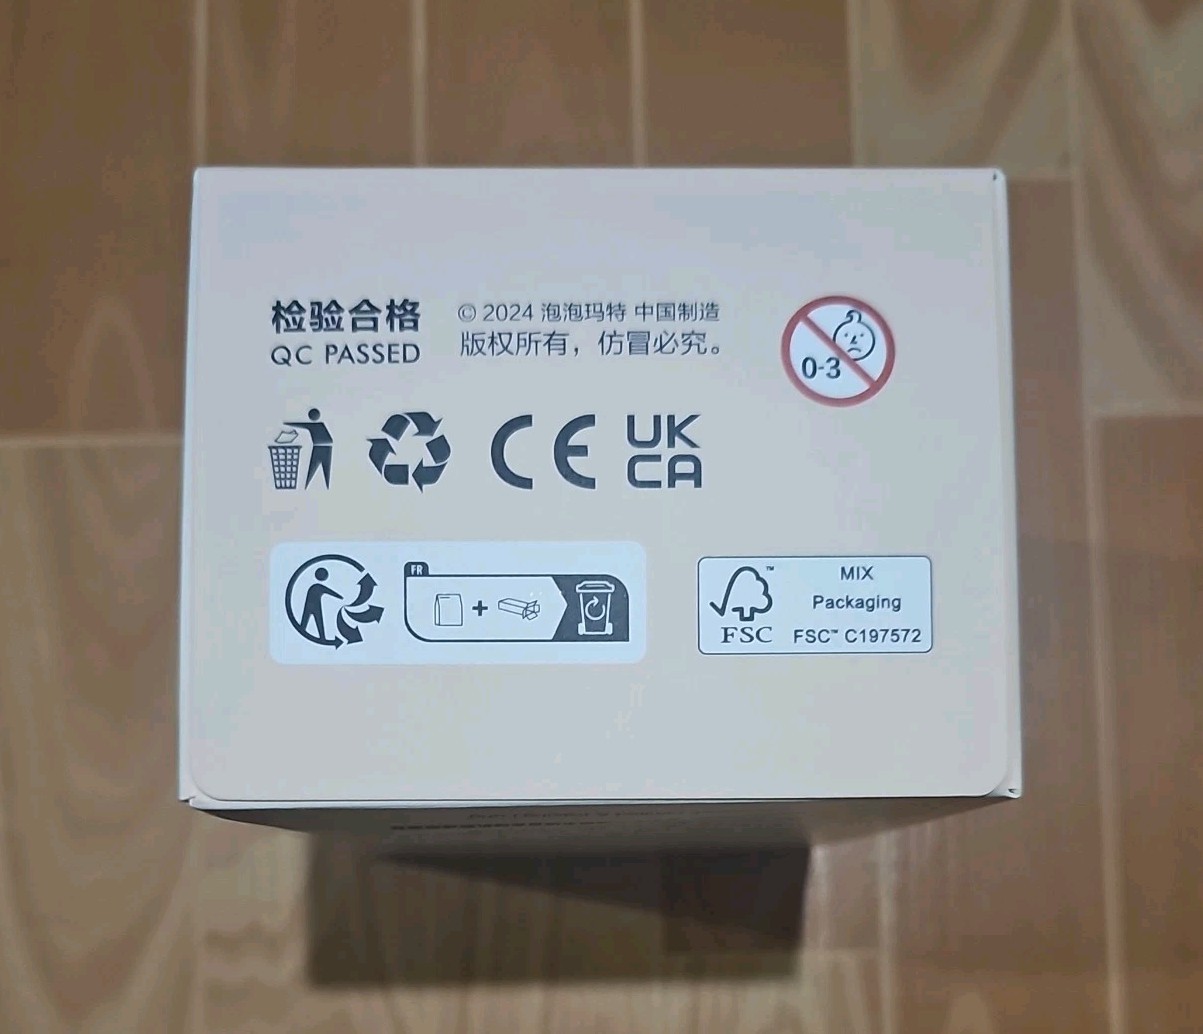 检验合格
QC PASSED
© 2024 泡泡玛特 中国制造
版权所有，仿冒必究。
0-3
CE
UK
CA
FR
MIX
Packaging
FSC
FSC™ C197572